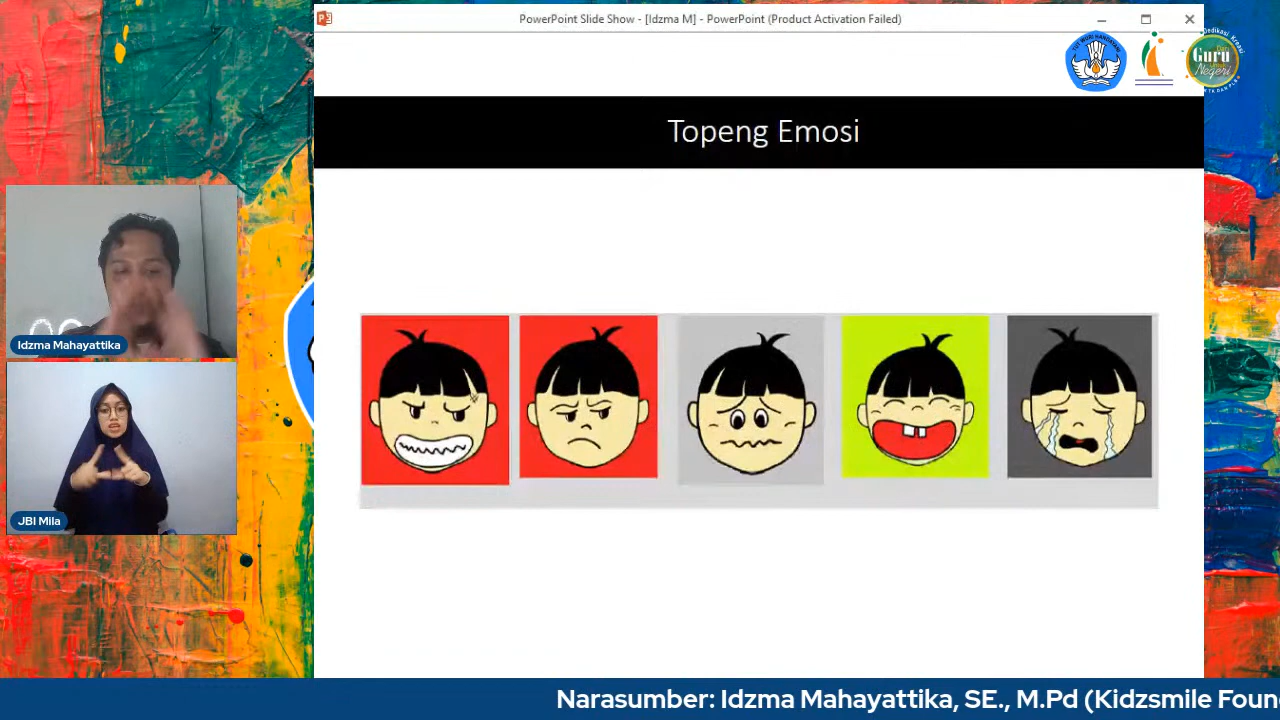 PowerPoint Slide Show - [Idzma M] - PowerPoint (Product Activation Failed)
Guru
Negeri
Topeng Emosi
Idzma Mahayattika
JBI Mila
Narasumber: Idzma Mahayattika, SE., M.Pd (Kidzsmile Foun